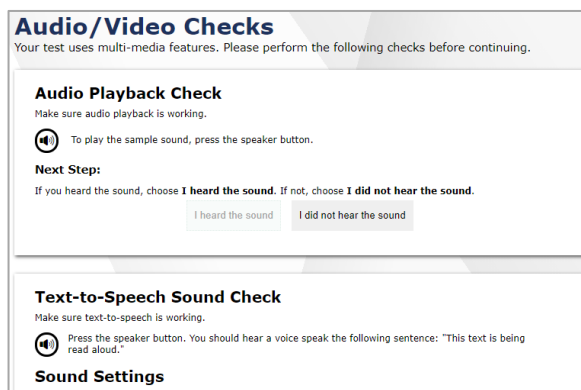 Audio/Video Checks
Your test uses multi-media features. Please perform the following checks before continuing.
Audio Playback Check
Make sure audio playback is working.
To play the sample sound, press the speaker button.
Next Step:
If you heard the sound, choose I heard the sound. If not, choose I did not hear the sound.
I heard the sound I did not hear the sound
Text-to-Speech Sound Check
Make sure text-to-speech is working.
Press the speaker button. You should hear a voice speak the following sentence: "This text is being
read aloud."
Sound Settings